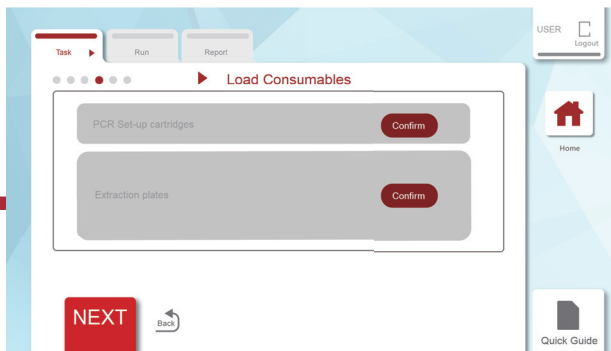 USER
Logout
Task
Run
Report
Load Consumables
PCR Set-up cartridges
Confirm
Home
Extraction plates
Confirm
NEXT
Back
Quick Guide